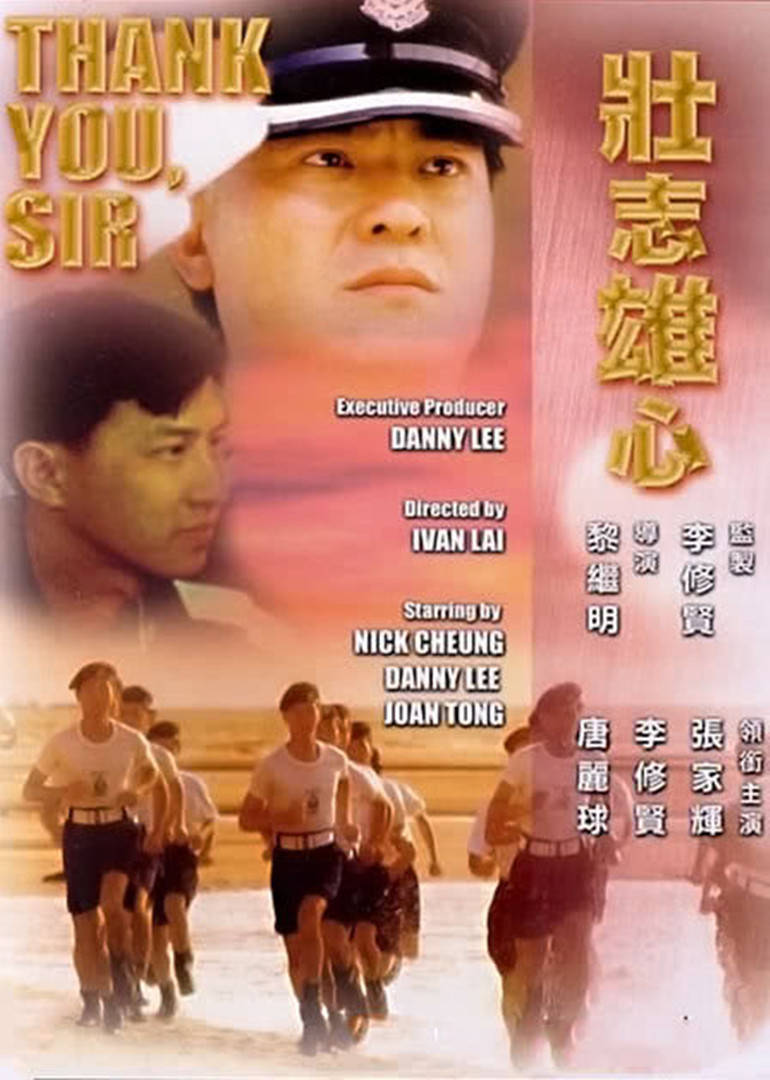 THANK
YOU,
SIR
壯志雄心
Executive Producer
DANNY LEE
Directed by
IVAN LAI
Starring by
NICK CHEUNG
DANNY LEE
JOAN TONG
監製
李修賢
導演
黎繼明
領銜主演
張家輝
李修賢
唐麗球